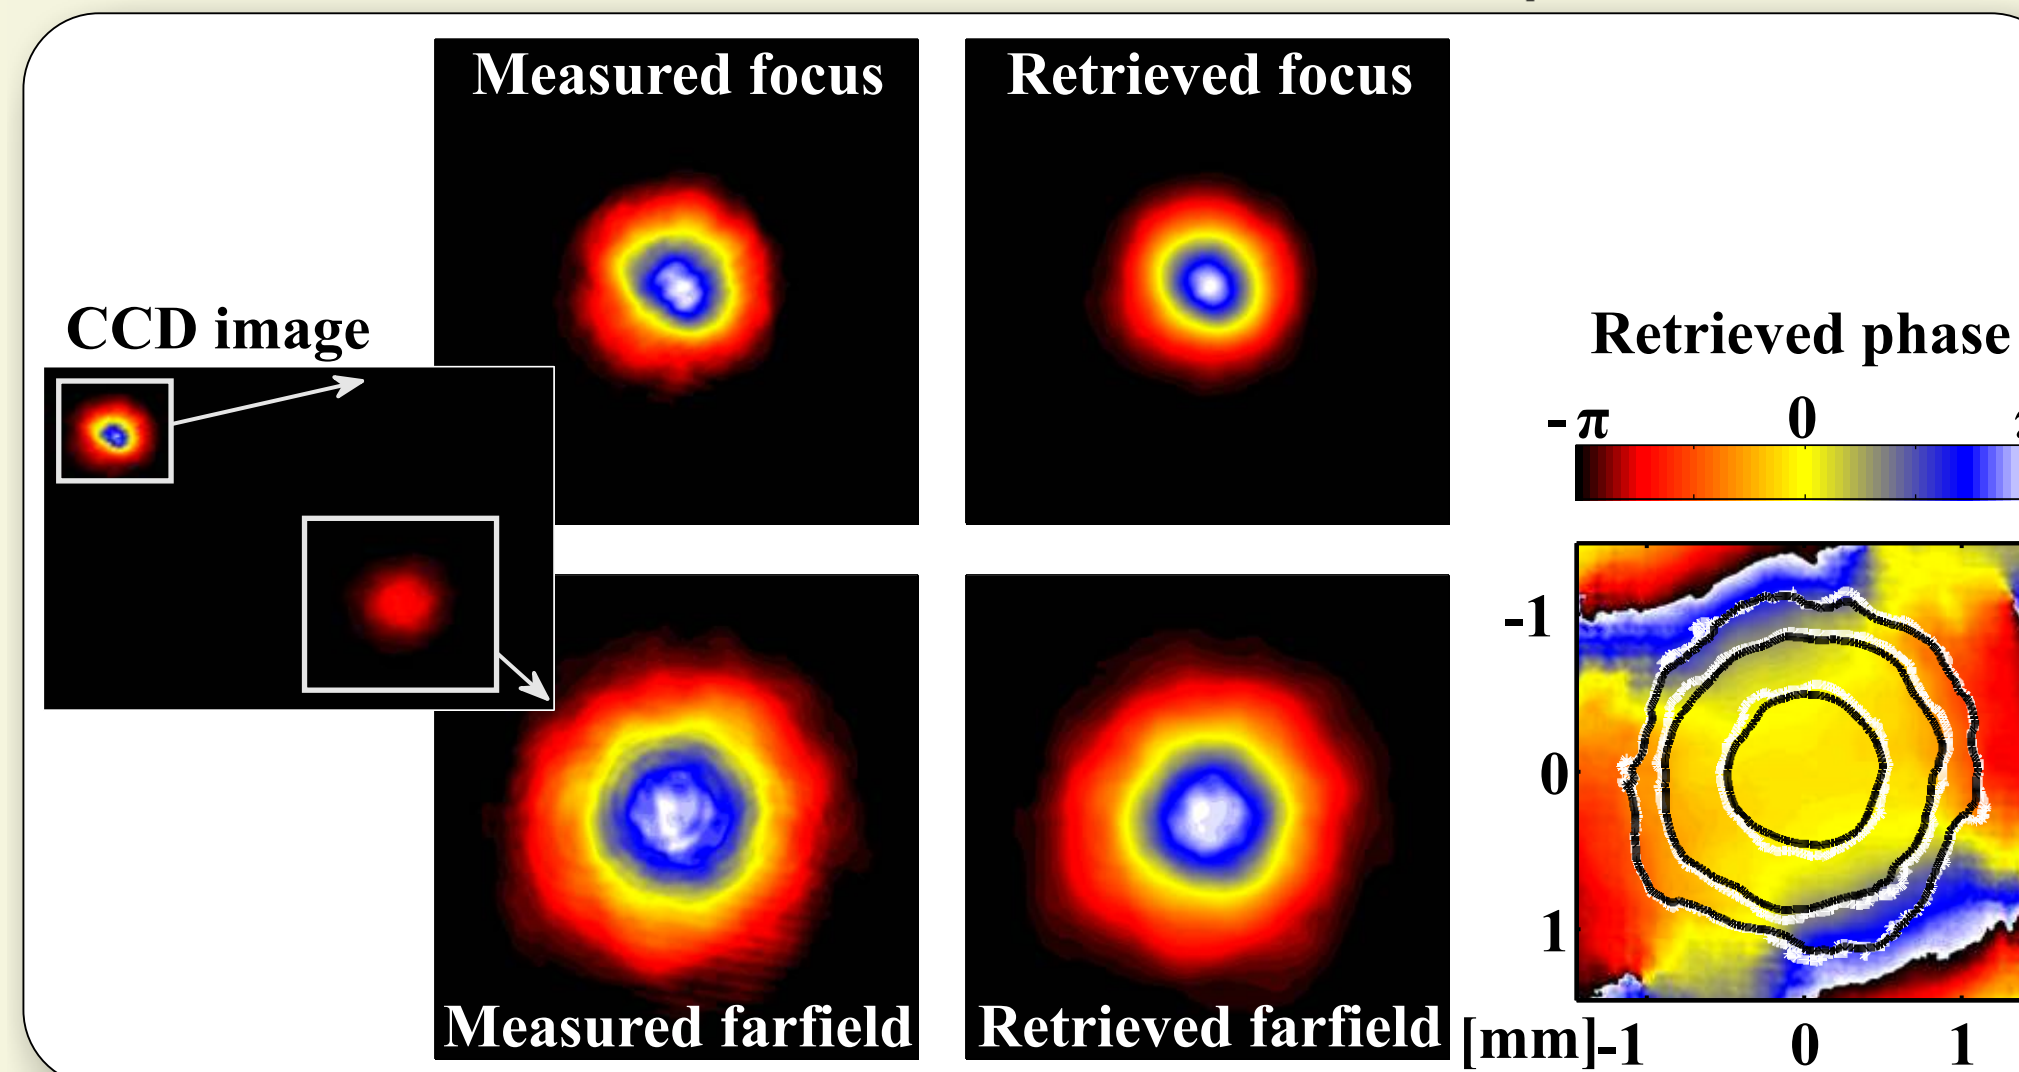 Measured focus
Retrieved focus
CCD image
Retrieved phase
-π 0
-1
0
1
Measured farfield
Retrieved farfield
[mm] -1 0 1